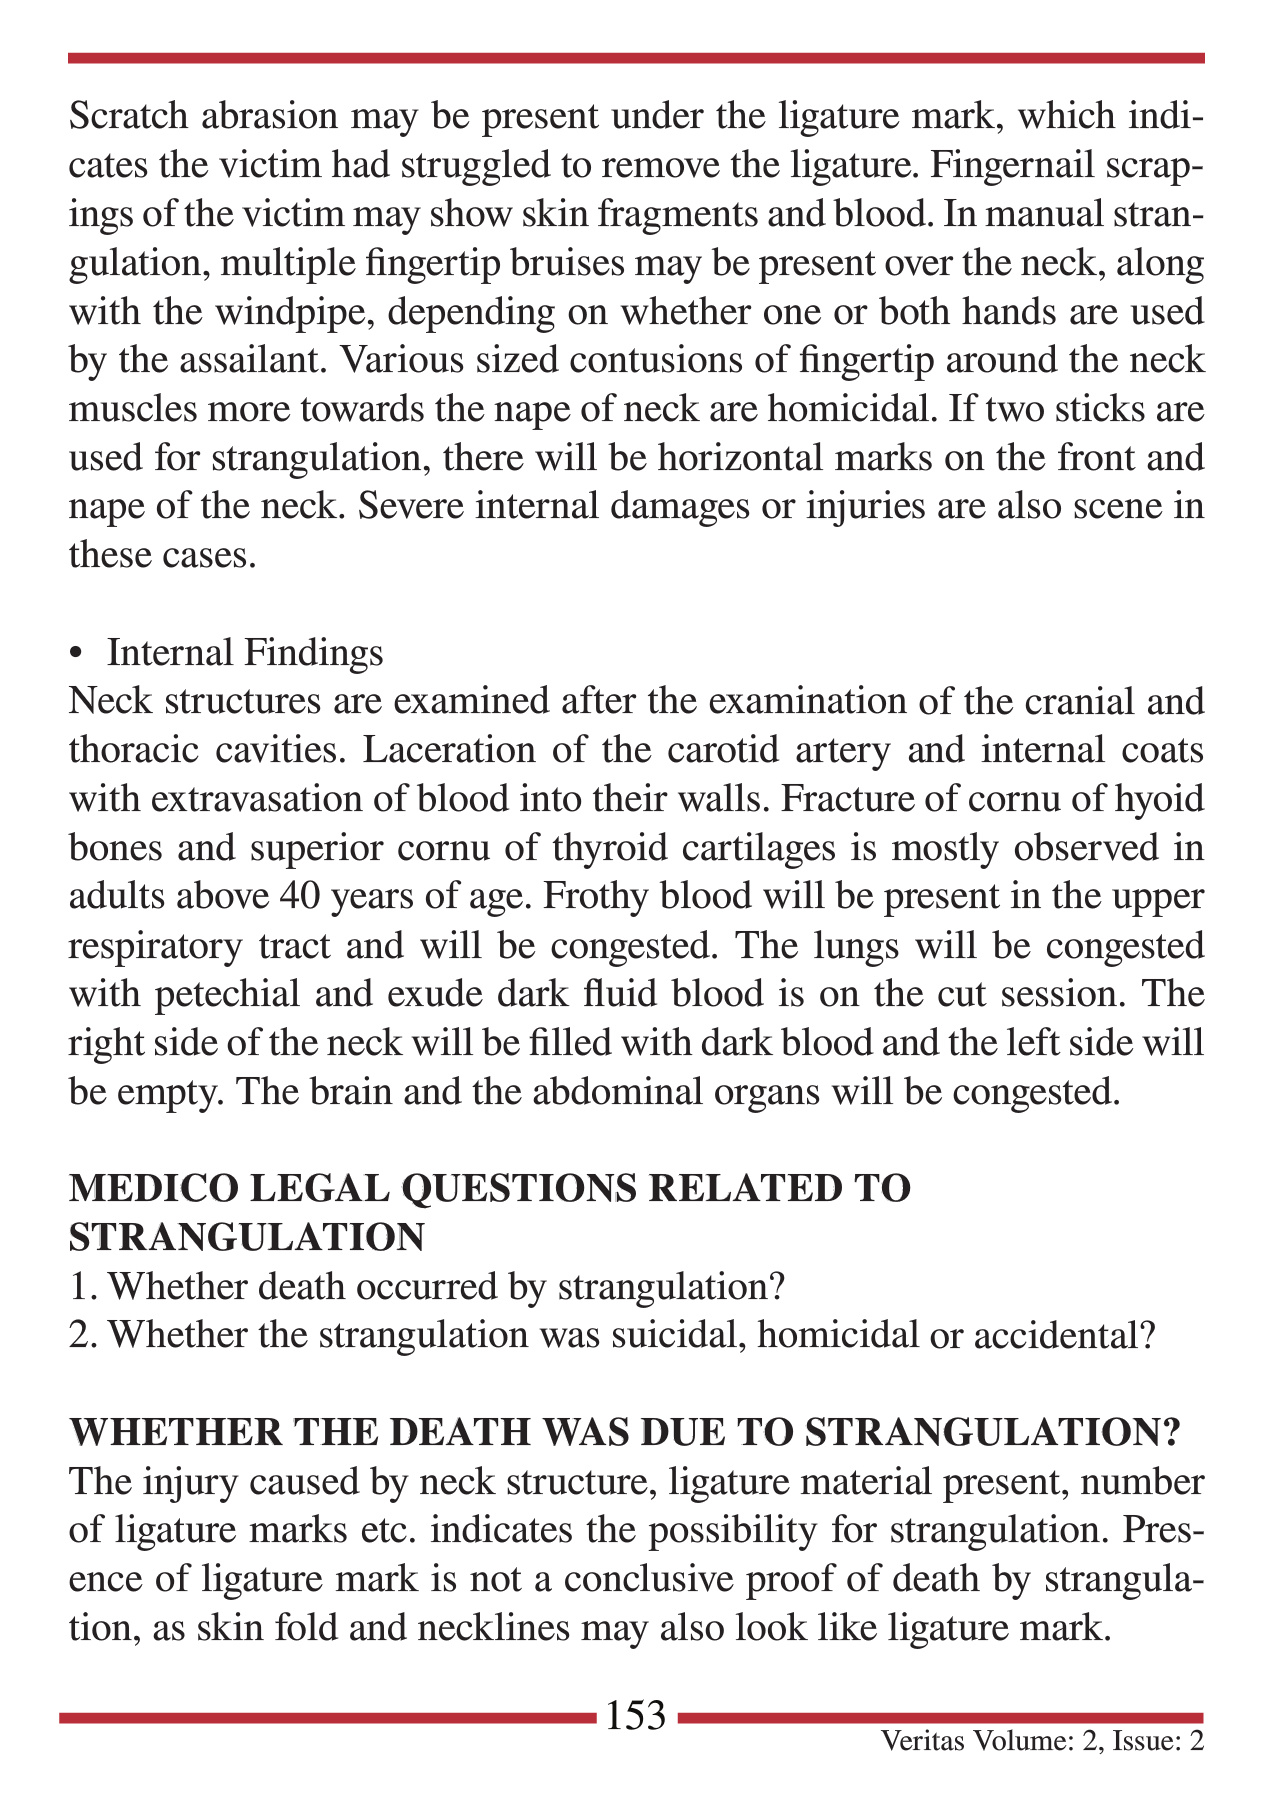 Scratch abrasion may be present under the ligature mark, which indi-
cates the victim had struggled to remove the ligature. Fingernail scrap-
ings of the victim may show skin fragments and blood. In manual stran-
gulation, multiple fingertip bruises may be present over the neck, along
with the windpipe, depending on whether one or both hands are used
by the assailant. Various sized contusions of fingertip around the neck
muscles more towards the nape of neck are homicidal. If two sticks are
used for strangulation, there will be horizontal marks on the front and
nape of the neck. Severe internal damages or injuries are also scene in
these cases.
• Internal Findings
Neck structures are examined after the examination of the cranial and
thoracic cavities. Laceration of the carotid artery and internal coats
with extravasation of blood into their walls. Fracture of cornu of hyoid
bones and superior cornu of thyroid cartilages is mostly observed in
adults above 40 years of age. Frothy blood will be present in the upper
respiratory tract and will be congested. The lungs will be congested
with petechial and exude dark fluid blood is on the cut session. The
right side of the neck will be filled with dark blood and the left side will
be empty. The brain and the abdominal organs will be congested.
MEDICO LEGAL QUESTIONS RELATED TO
STRANGULATION
1. Whether death occurred by strangulation?
2. Whether the strangulation was suicidal, homicidal or accidental?
WHETHER THE DEATH WAS DUE TO STRANGULATION?
The injury caused by neck structure, ligature material present, number
of ligature marks etc. indicates the possibility for strangulation. Pres-
ence of ligature mark is not a conclusive proof of death by strangula-
tion, as skin fold and necklines may also look like ligature mark.
153
Veritas Volume: 2, Issue: 2